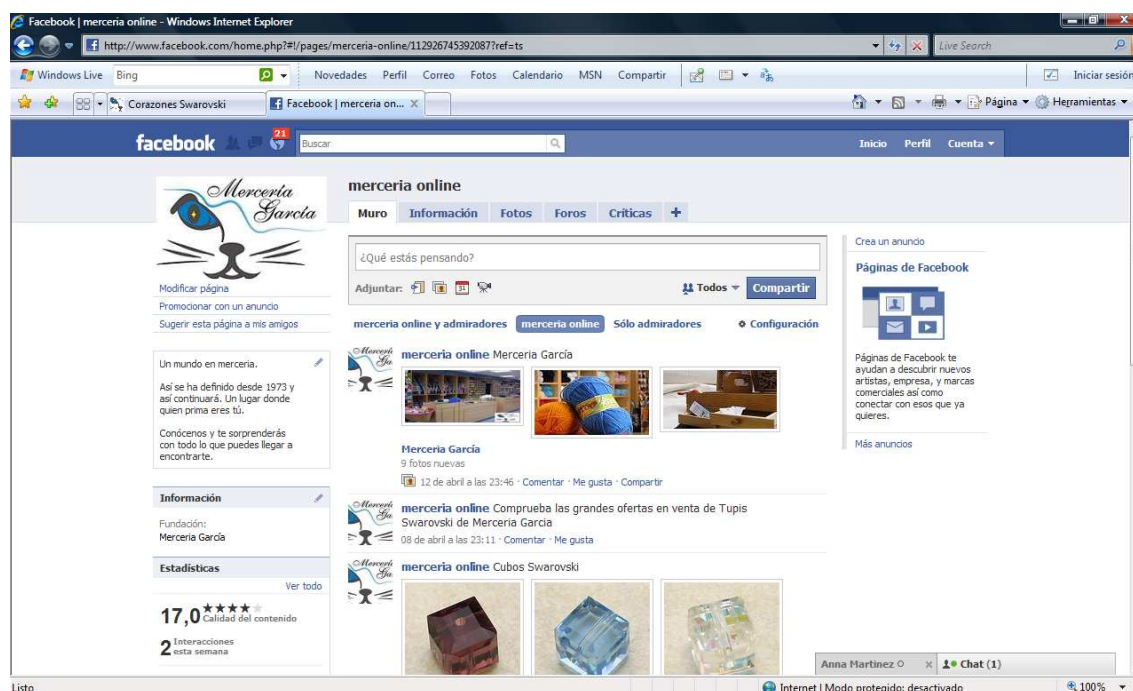 Facebook | merceria online - Windows Internet Explorer
http://www.facebook.com/home.php?#!/pages/merceria-online/112926745392087?ref=ts
Live Search
Windows Live Bing Novedades Perfil Correo Fotos Calendario MSN Compartir Iniciar sesión
Corazones Swarovski Facebook | merceria on... X Página Herramientas
facebook 21 Buscar Inicio Perfil Cuenta
Mercería
García
merceria online
Muro Información Fotos Foros Críticas +
¿Qué estás pensando?
Adjuntar: 31 Todos Compartir
merceria online y admiradores merceria online Sólo admiradores Configuración
Modificar página
Promocionar con un anuncio
Sugerir esta página a mis amigos
Un mundo en merceria.
Así se ha definido desde 1973 y
así continuará. Un lugar donde
quien prima eres tú.
Conócenos y te sorprenderás
con todo lo que puedes llegar a
encontrarte.
Información
Fundación:
Merceria García
Estadísticas
Ver todo
17,0 Calidad del contenido
2 Interacciones
esta semana
merceria online Merceria García
Merceria García
9 fotos nuevas
12 de abril a las 23:46 · Comentar · Me gusta · Compartir
merceria online Comprueba las grandes ofertas en venta de Tupis
Swarovski de Merceria Garcia
08 de abril a las 23:11 · Comentar · Me gusta
merceria online Cubos Swarovski
Crea un anuncio
Páginas de Facebook
Páginas de Facebook te
ayudan a descubrir nuevos
artistas, empresa, y marcas
comerciales así como
conectar con esos que ya
quieres.
Más anuncios
Anna Martinez x Chat (1)
Listo Internet | Modo protegido: desactivado 100%